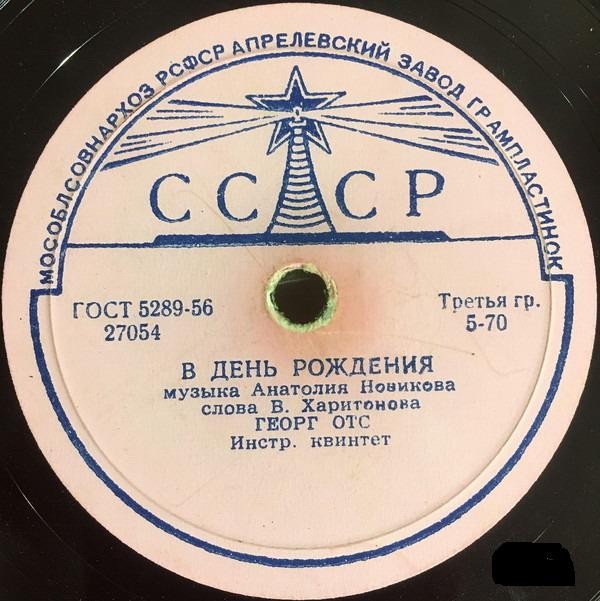 МОСОБЛСОВНАРХОЗ РСФСР АПРЕЛЕВСКИЙ ЗАВОД ГРАМПЛАСТИНОК
СССР
ГОСТ 5289-56
27054
Третья гр.
5-70
В ДЕНЬ РОЖДЕНИЯ
музыка Анатолия Новикова
слова В. Харитонова
ГЕОРГ ОТС
Инстр. квинтет